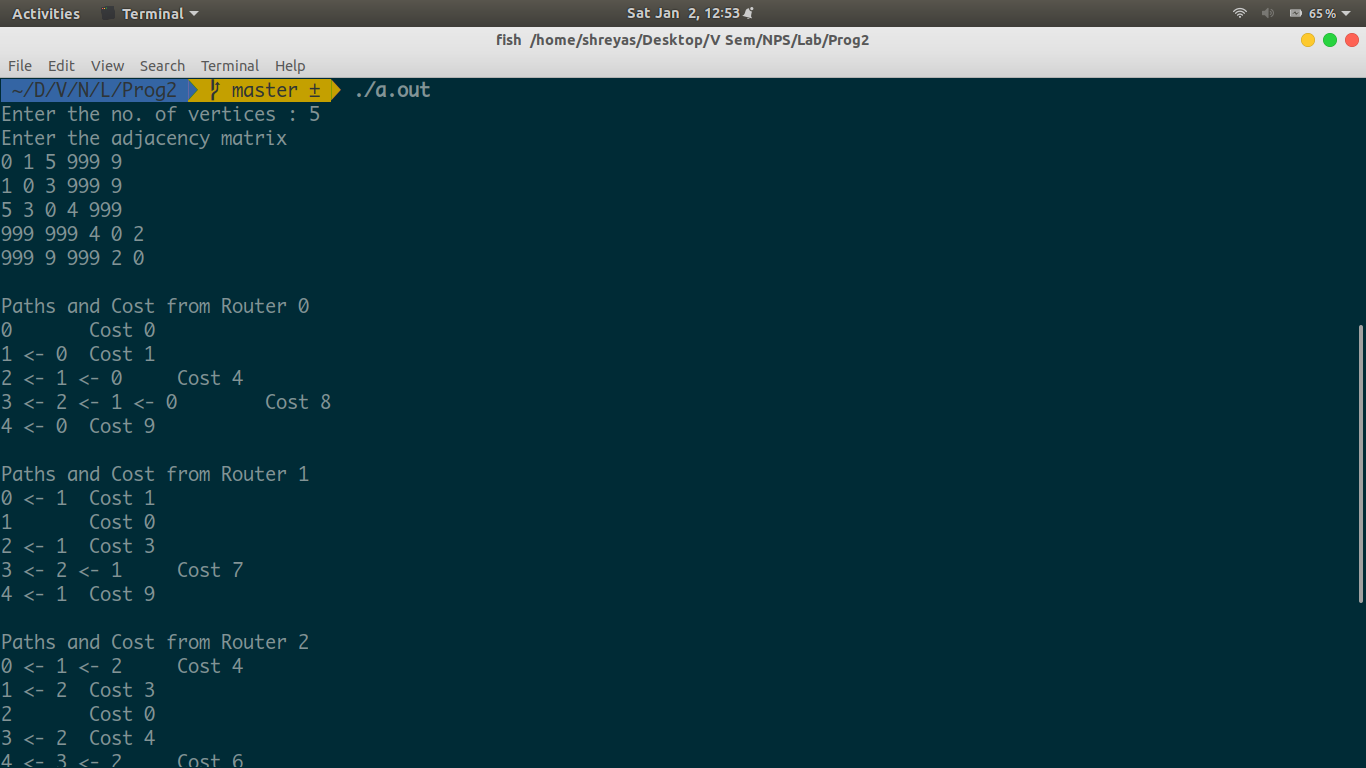 Activities Terminal Sat Jan 2, 12:53 65%
fish /home/shreyas/Desktop/V Sem/NPS/Lab/Prog2
File Edit View Search Terminal Help
~/D/V/N/L/Prog2 master ± ./a.out
Enter the no. of vertices : 5
Enter the adjacency matrix
0 1 5 999 9
1 0 3 999 9
5 3 0 4 999
999 999 4 0 2
999 9 999 2 0
Paths and Cost from Router 0
0 Cost 0
1 <- 0 Cost 1
2 <- 1 <- 0 Cost 4
3 <- 2 <- 1 <- 0 Cost 8
4 <- 0 Cost 9
Paths and Cost from Router 1
0 <- 1 Cost 1
1 Cost 0
2 <- 1 Cost 3
3 <- 2 <- 1 Cost 7
4 <- 1 Cost 9
Paths and Cost from Router 2
0 <- 1 <- 2 Cost 4
1 <- 2 Cost 3
2 Cost 0
3 <- 2 Cost 4
4 <- 3 <- 2 Cost 6